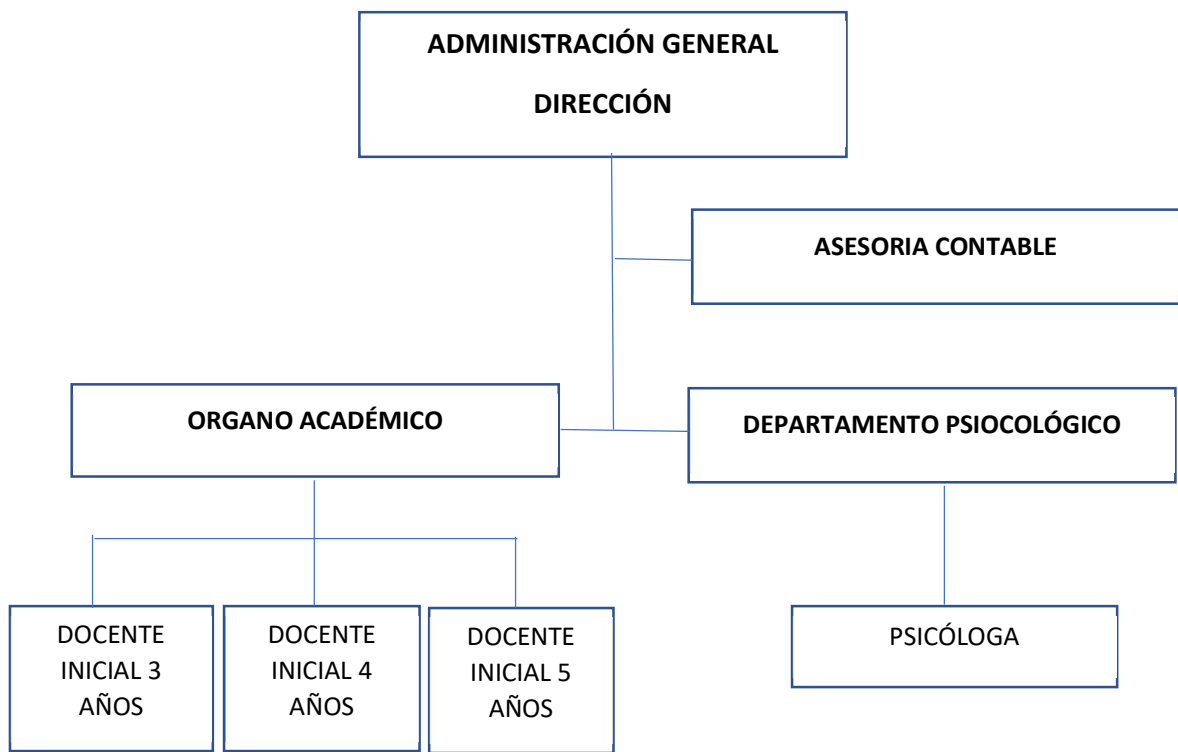 ADMINISTRACIÓN GENERAL
DIRECCIÓN
ASESORIA CONTABLE
ORGANO ACADÉMICO
DEPARTAMENTO PSIOCOLÓGICO
DOCENTE
INICIAL 3
AÑOS
DOCENTE
INICIAL 4
AÑOS
DOCENTE
INICIAL 5
AÑOS
PSICÓLOGA